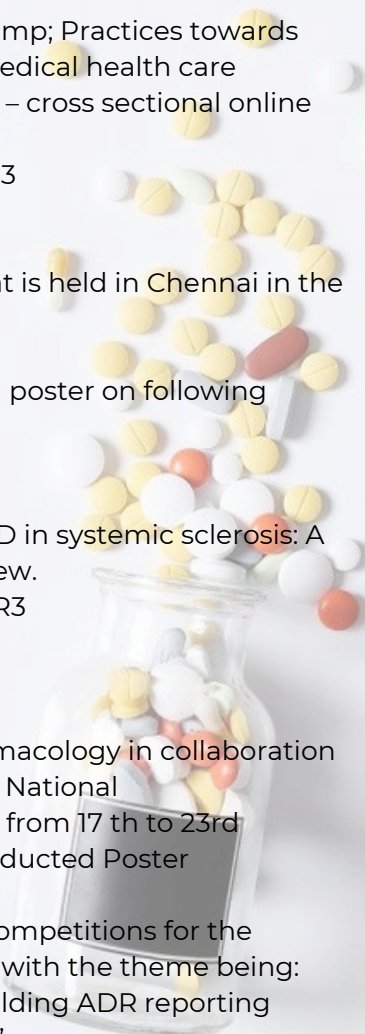 mp; Practices towards
edical health care
– cross sectional online
3
t is held in Chennai in the
poster on following
D in systemic sclerosis: A
ew.
R3
macology in collaboration
National
from 17 th to 23rd
ducted Poster
ompetitions for the
with the theme being:
lding ADR reporting